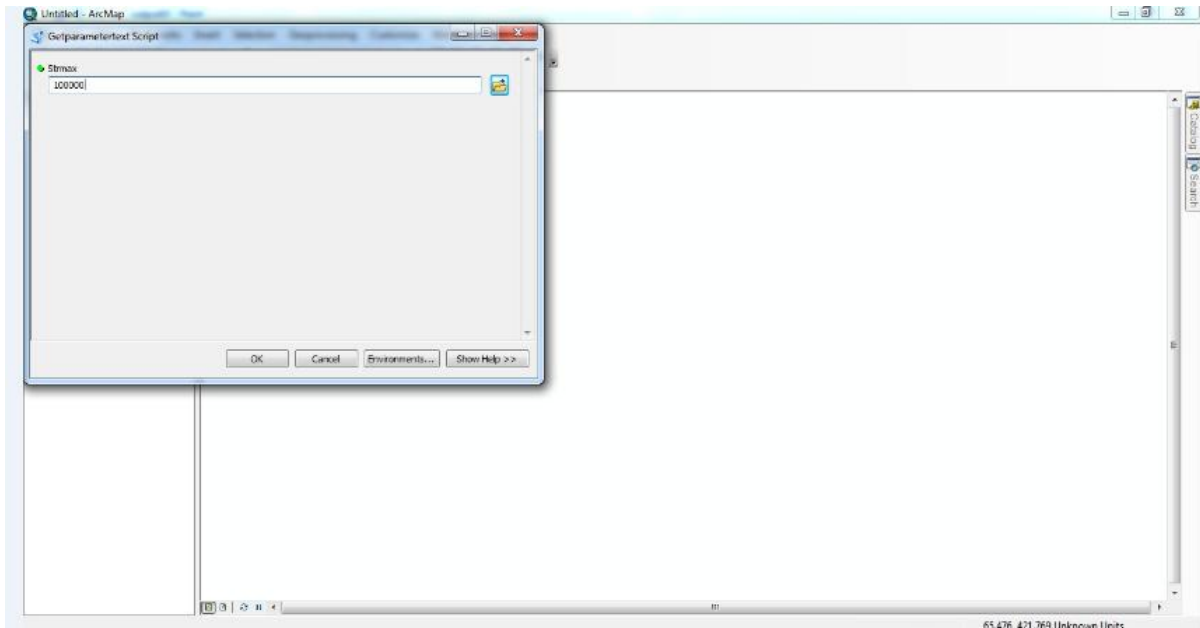 Untitled - ArcMap
Getparametertext Script
Strmax
100000
OK Cancel Environments... Show Help >>
Catalog
Search
65.476 421.769 Unknown Units